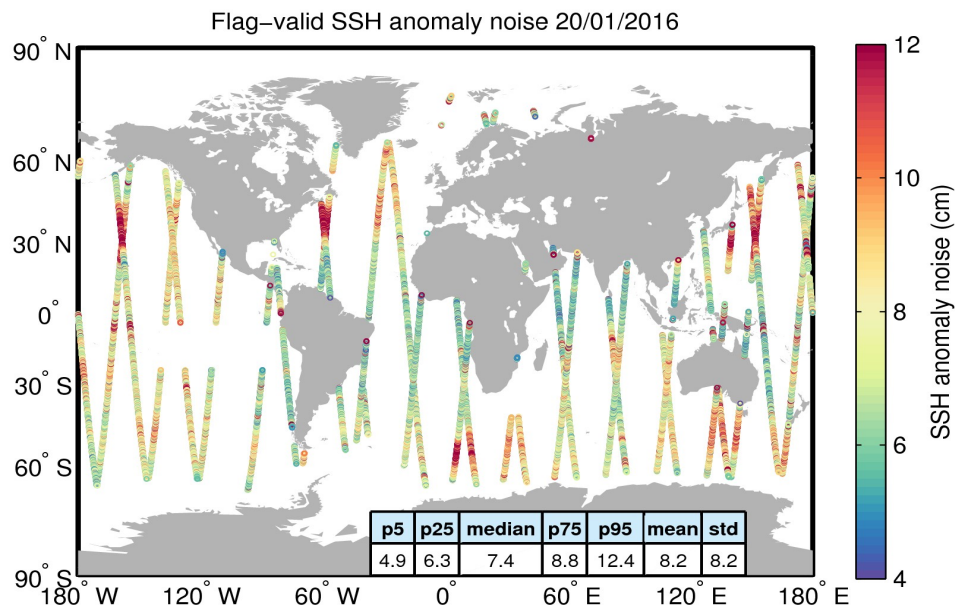 Flag−valid SSH anomaly noise 20/01/2016
90° N
60° N
30° N
0°
30° S
60° S
90° S
180° W
120° W
60° W
0°
60° E
120° E
180° E
p5 p25 median p75 p95 mean std
4.9 6.3 7.4 8.8 12.4 8.2 8.2
12
10
8
6
4
SSH anomaly noise (cm)